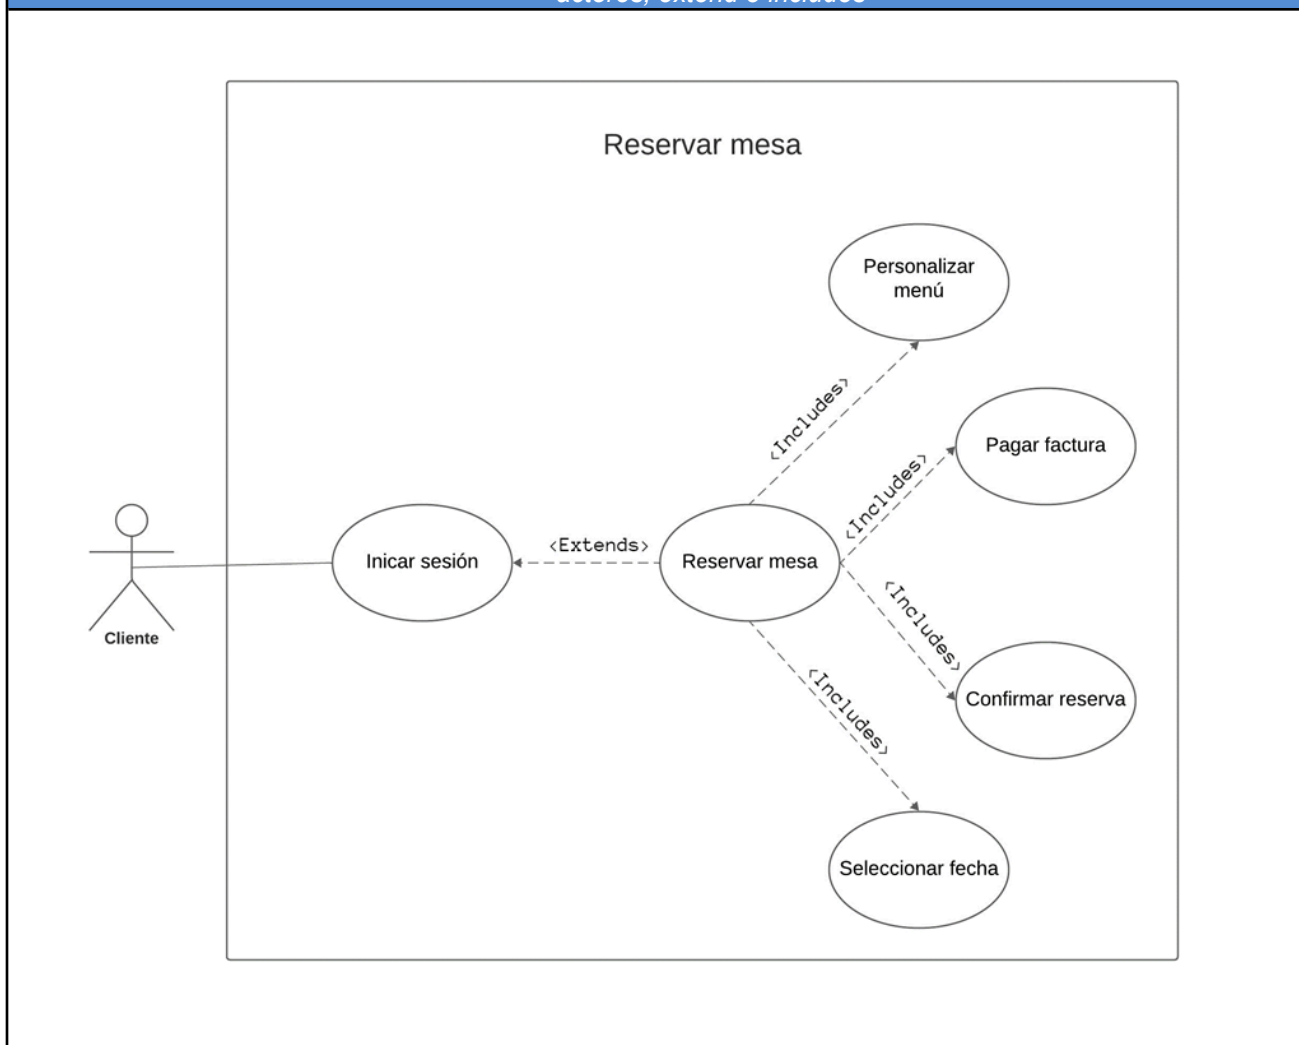 actores, extend e includes
Reservar mesa
Personalizar
menú
<Includes>
Pagar factura
<Includes>
<Extends>
Inicar sesión
Reservar mesa
<Includes>
Cliente
<Includes>
Confirmar reserva
Seleccionar fecha